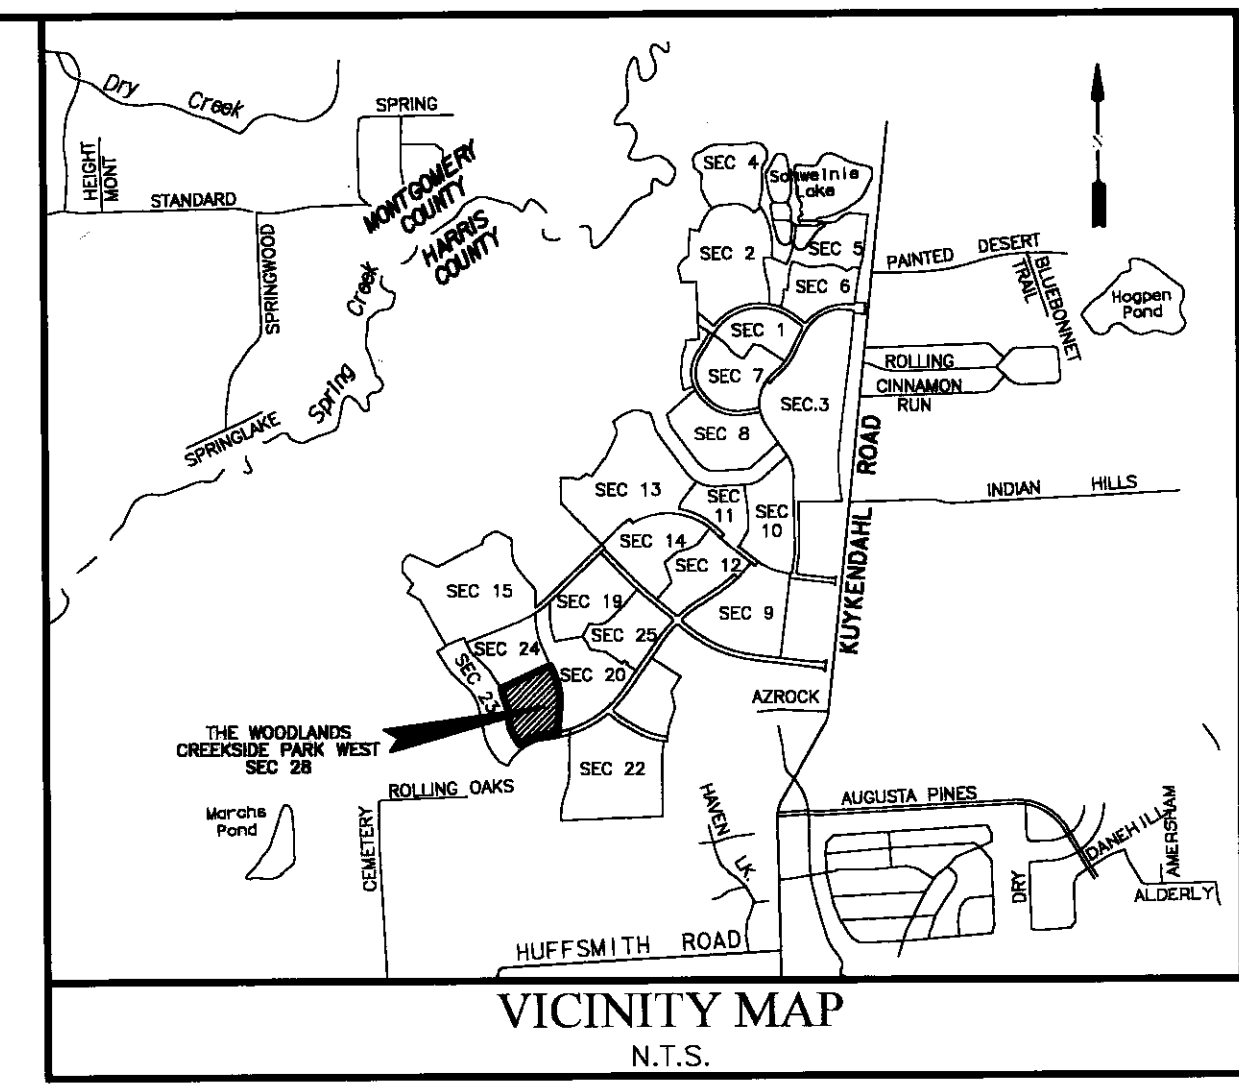 Dry Creek
SPRING
HEIGHT
MONT
STANDARD
MONTGOMERY
COUNTY
HARRIS
COUNTY
SPRINGWOOD
Spring Creek
SPRINGLAKE
SEC 4
Schweinle
Lake
N
SEC 2
SEC 5
PAINTED DESERT
BLUEBONNET
TRAIL
SEC 6
Hogpen
Pond
SEC 1
ROLLING
SEC 7
CINNAMON
RUN
SEC.3
SEC 8
KUYKENDAHL ROAD
SEC 13
SEC
11
SEC
10
INDIAN HILLS
SEC 14
SEC 12
SEC 15
SEC 19
SEC 9
SEC 25
SEC 24
SEC 23
SEC 20
AZROCK
THE WOODLANDS
CREEKSIDE PARK WEST
SEC 28
SEC 22
ROLLING OAKS
Marchs
Pond
CEMETERY
HAVEN
LK.
AUGUSTA PINES
DANEHILL
AMERSHAM
DRY
ALDERLY
HUFFSMITH ROAD
VICINITY MAP
N.T.S.